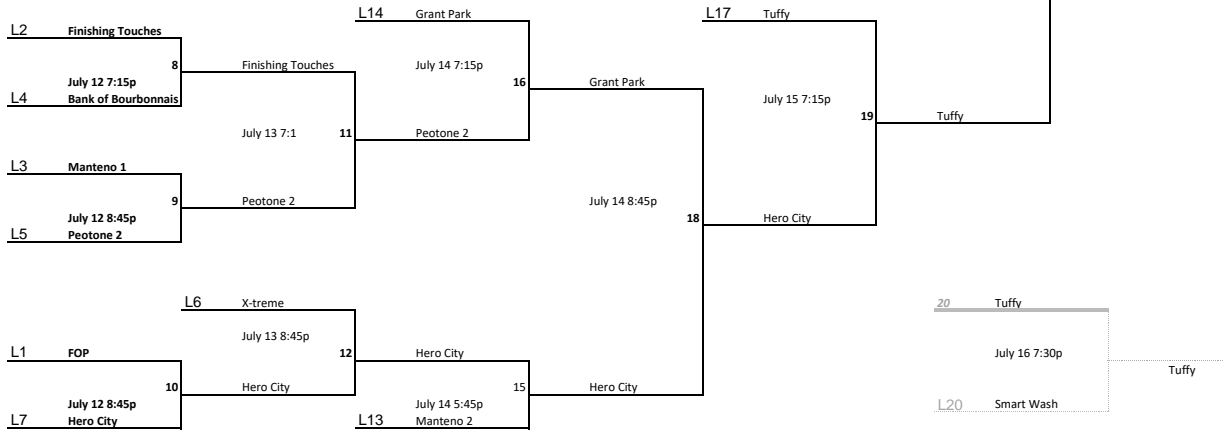 L14 Grant Park L17 Tuffy
L2 Finishing Touches
8 Finishing Touches July 14 7:15p
July 12 7:15p 16 Grant Park
L4 Bank of Bourbonnais July 15 7:15p
19 Tuffy
July 13 7:1 11 Peotone 2
L3 Manteno 1
9 Peotone 2 July 14 8:45p
July 12 8:45p 18 Hero City
L5 Peotone 2
L6 X-treme 20 Tuffy
July 13 8:45p
L1 FOP 12 Hero City July 16 7:30p
Tuffy
10 Hero City 15 Hero City
July 12 8:45p July 14 5:45p L20 Smart Wash
L7 Hero City L13 Manteno 2